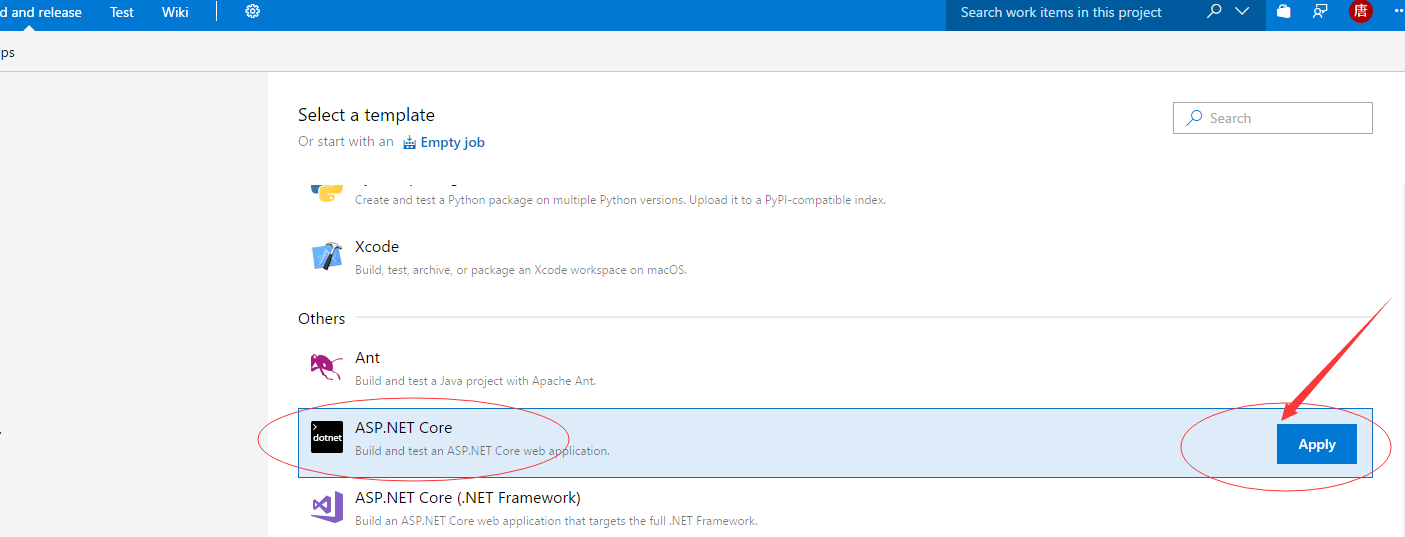 d and release Test Wiki Search work items in this project 唐
ps
Select a template
Search
Or start with an Empty job
Create and test a Python package on multiple Python versions. Upload it to a PyPI-compatible index.
Xcode
Build, test, archive, or package an Xcode workspace on macOS.
Others
Ant
Build and test a Java project with Apache Ant.
ASP.NET Core
dotnet
Build and test an ASP.NET Core web application.
Apply
ASP.NET Core (.NET Framework)
Build an ASP.NET Core web application that targets the full .NET Framework.